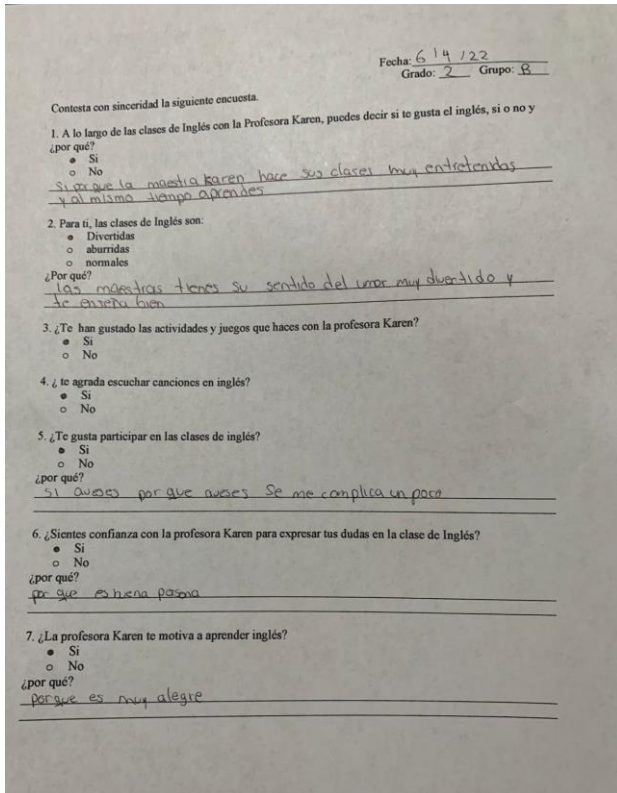 Fecha: 6 / 4 / 22
Grado: 2 Grupo: B
Contesta con sinceridad la siguiente encuesta.
1. A lo largo de las clases de Inglés con la Profesora Karen, puedes decir si te gusta el inglés, si o no y
¿por qué?
Si
No
Si por que la maestra karen hace sus clases muy entretenidas
y al mismo tiempo aprendes
2. Para ti, las clases de Inglés son:
Divertidas
aburridas
normales
¿Por qué?
las maestras tienes su sentido del umor muy duertido y
te enseña bien
3. ¿Te han gustado las actividades y juegos que haces con la profesora Karen?
Si
No
4. ¿ te agrada escuchar canciones en inglés?
Si
No
5. ¿Te gusta participar en las clases de inglés?
Si
No
¿por qué?
si aveses por que aveses se me complica un poco
6. ¿Sientes confianza con la profesora Karen para expresar tus dudas en la clase de Inglés?
Si
No
¿por qué?
por que es buena
7. ¿La profesora Karen te motiva a aprender inglés?
Si
No
¿por qué?
porque es muy alegre